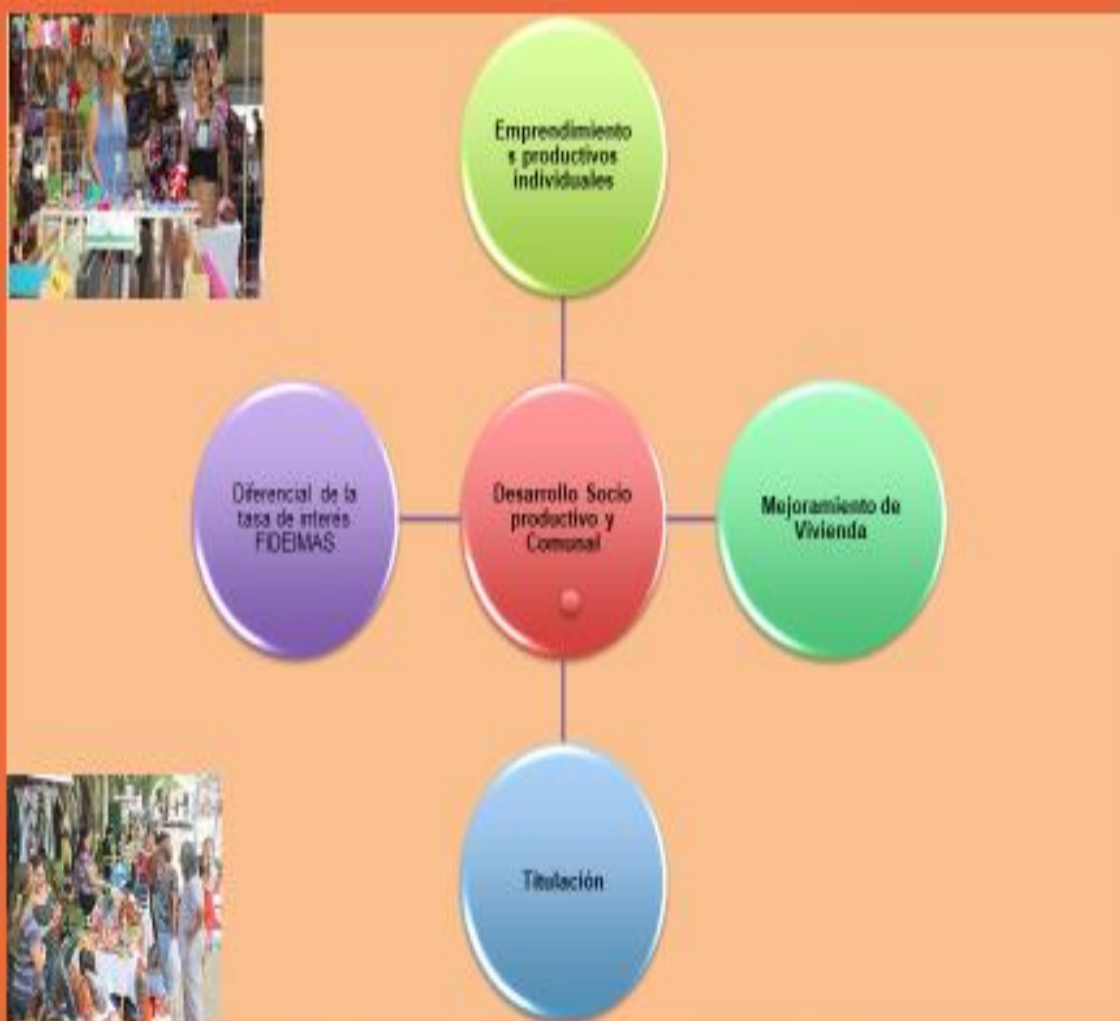 Emprendimiento
s productivos
individuales
Diferencial de la
tasa de interés
FIDEIMAS
Desarrollo Socio
productivo y
Comunal
Mejoramiento de
Vivienda
Titulación